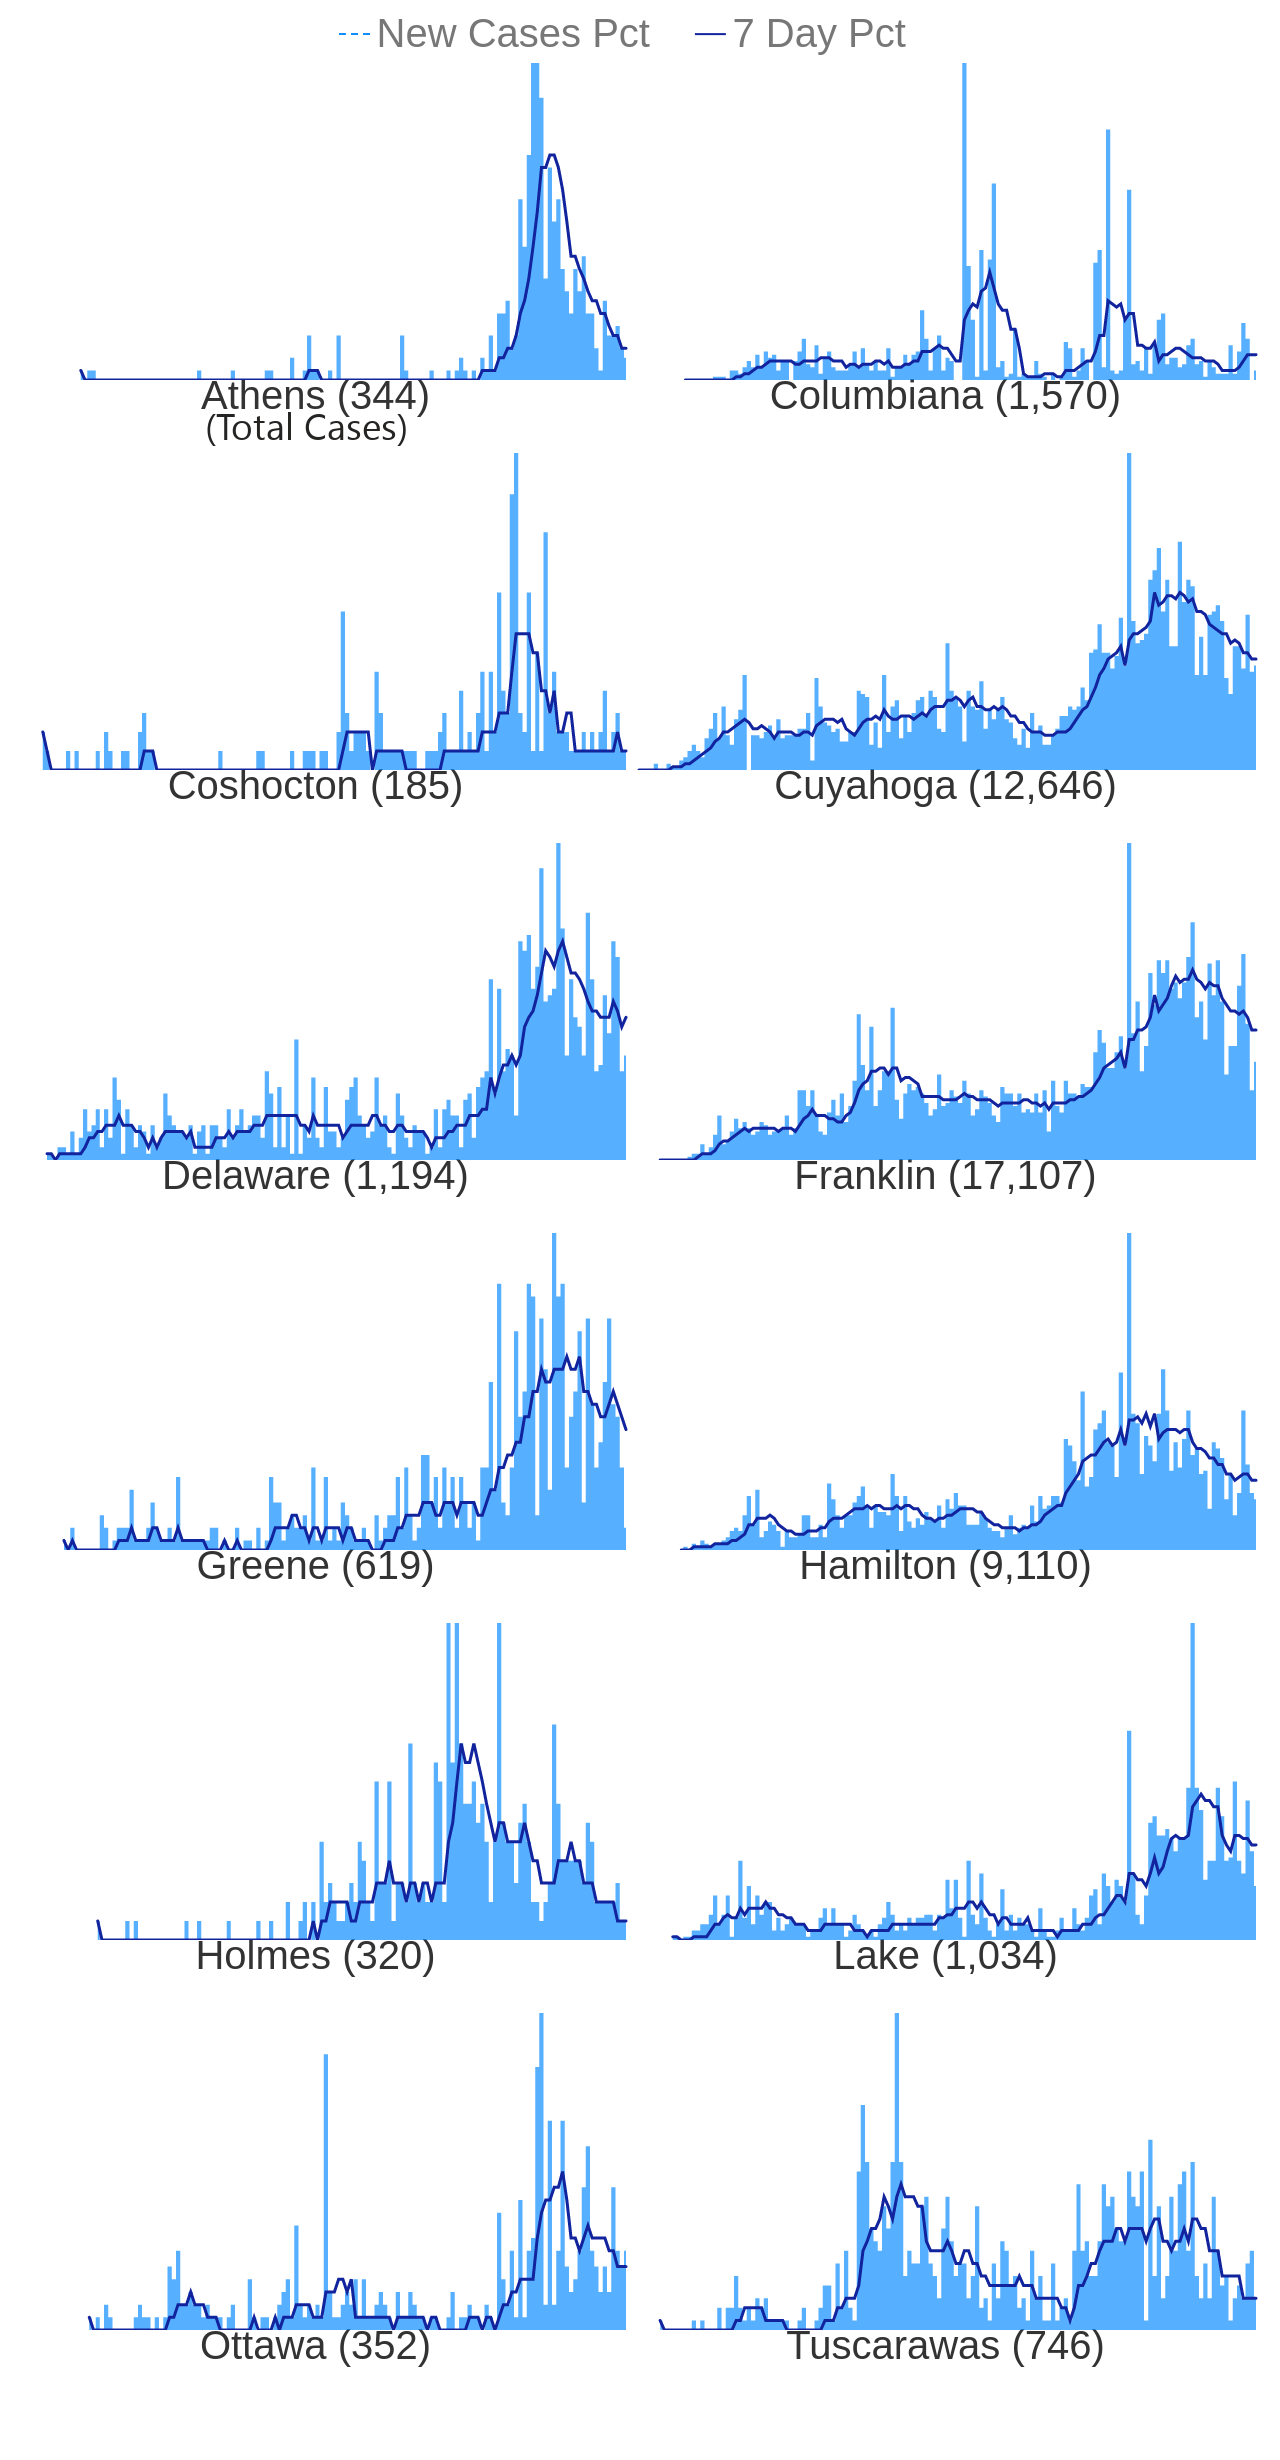 New Cases Pct 7 Day Pct
Athens (344) Columbiana (1,570)
(Total Cases)
Coshocton (185) Cuyahoga (12,646)
Delaware (1,194) Franklin (17,107)
Greene (619) Hamilton (9,110)
Holmes (320) Lake (1,034)
Ottawa (352) Tuscarawas (746)